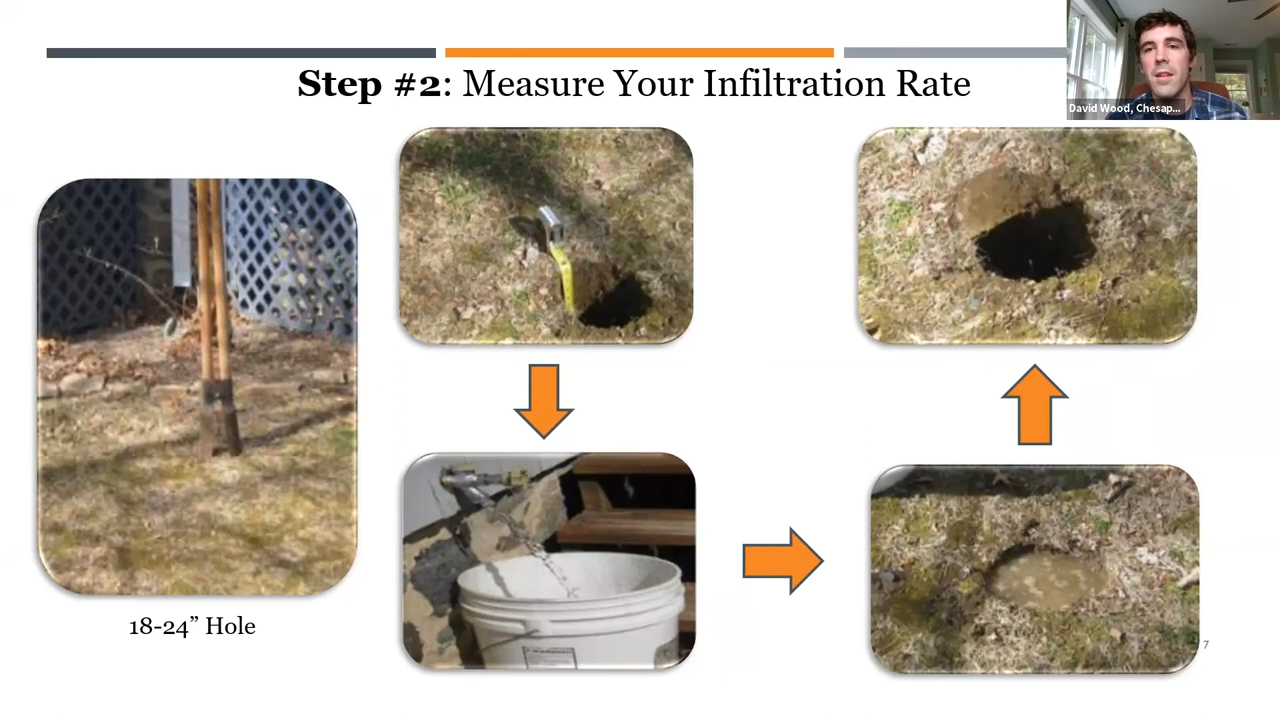 Step #2: Measure Your Infiltration Rate
David Wood, Chesap...
18-24” Hole
7